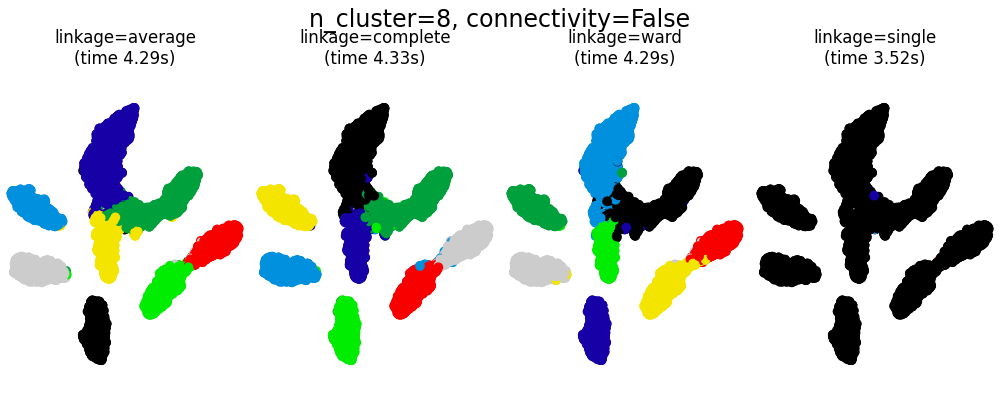 n_cluster=8, connectivity=False
linkage=average
(time 4.29s)
linkage=complete
(time 4.33s)
linkage=ward
(time 4.29s)
linkage=single
(time 3.52s)